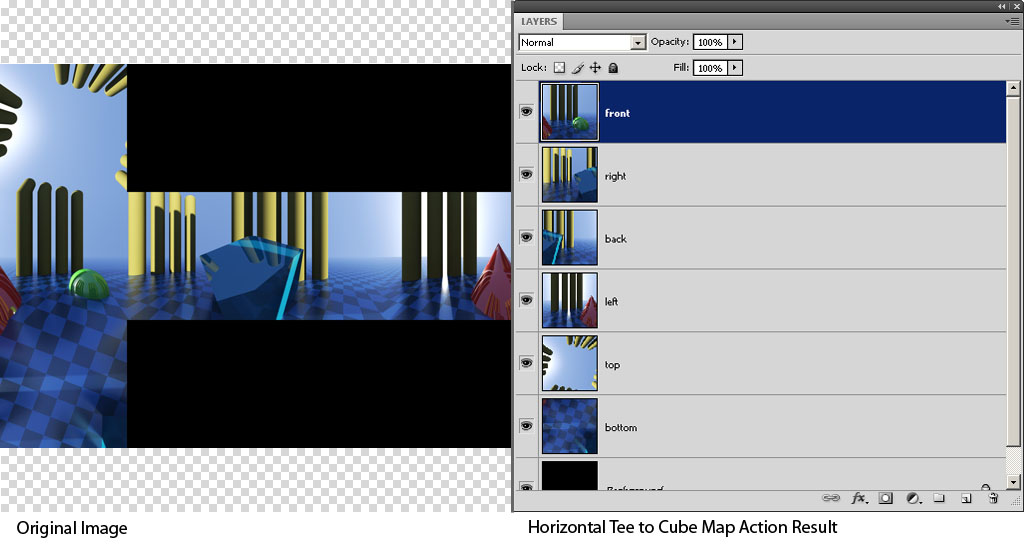 LAYERS
Normal
Opacity: 100%
Lock:
Fill: 100%
front
right
back
left
top
bottom
Background
fx
Original Image
Horizontal Tee to Cube Map Action Result